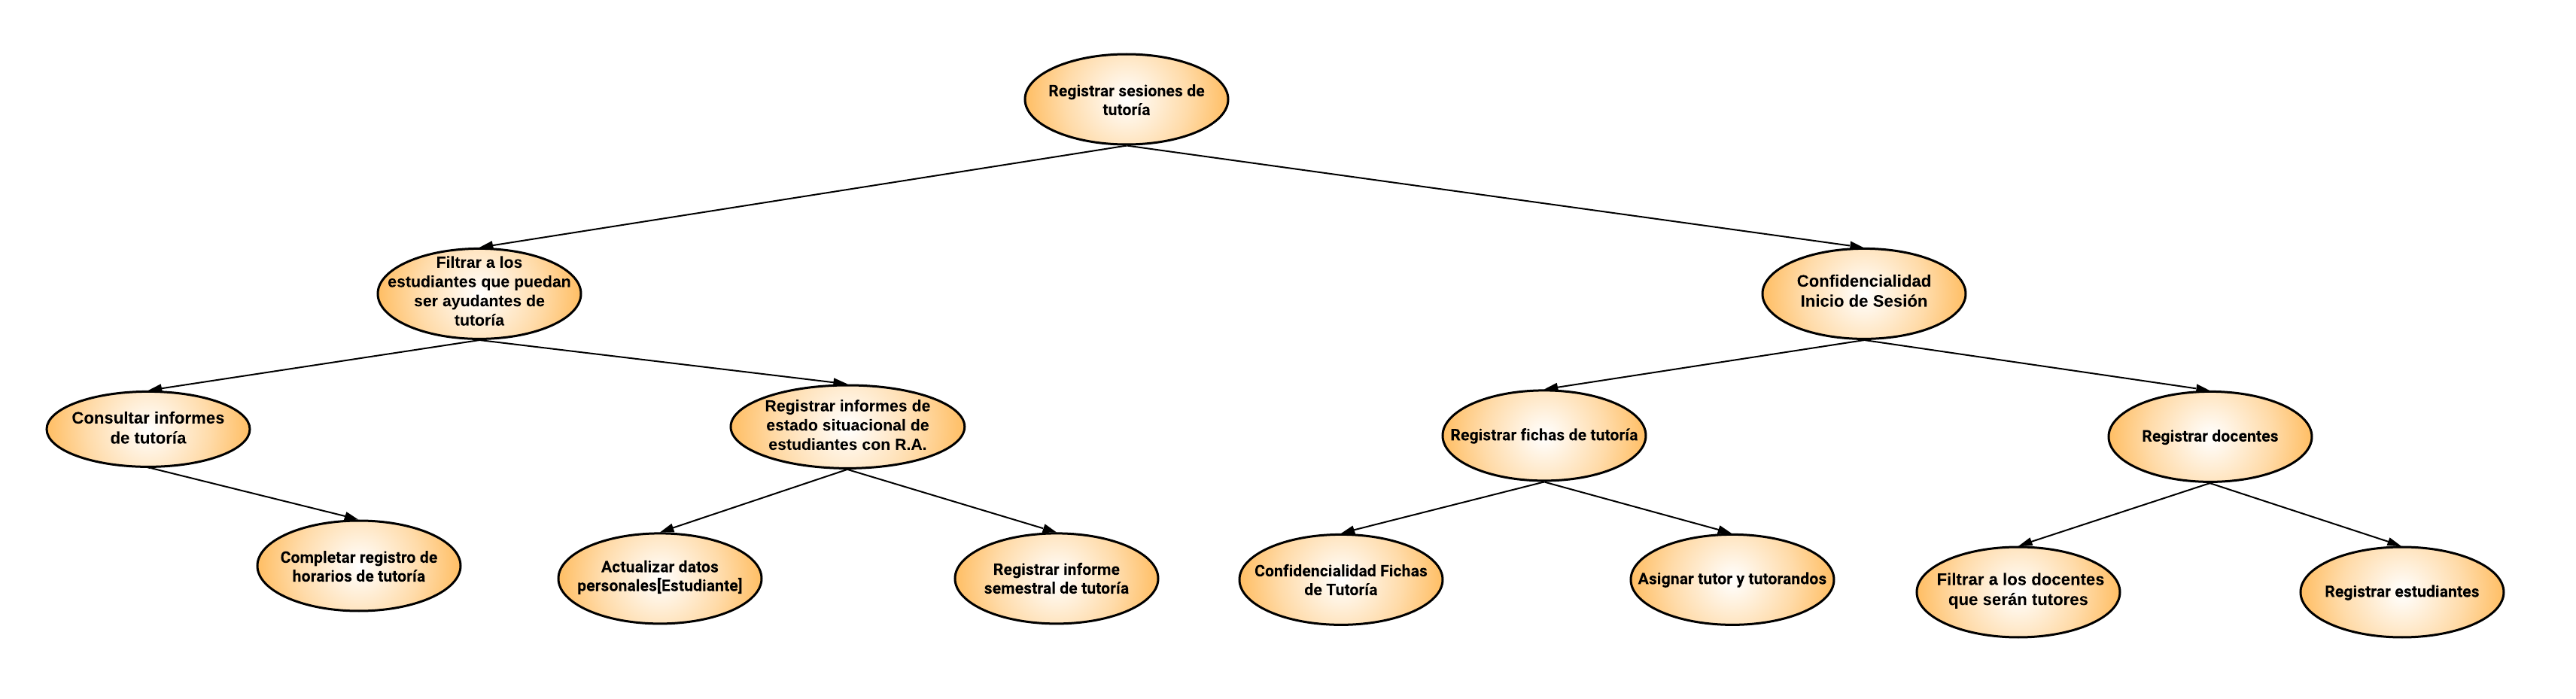 Registrar sesiones de
tutoría
Filtrar a los
estudiantes que puedan
ser ayudantes de
tutoría
Confidencialidad
Inicio de Sesión
Consultar informes
de tutoría
Registrar informes de
estado situacional de
estudiantes con R.A.
Registrar fichas de tutoría
Registrar docentes
Completar registro de
horarios de tutoría
Actualizar datos
personales[Estudiante]
Registrar informe
semestral de tutoría
Confidencialidad Fichas
de Tutoría
Asignar tutor y tutorandos
Filtrar a los docentes
que serán tutores
Registrar estudiantes